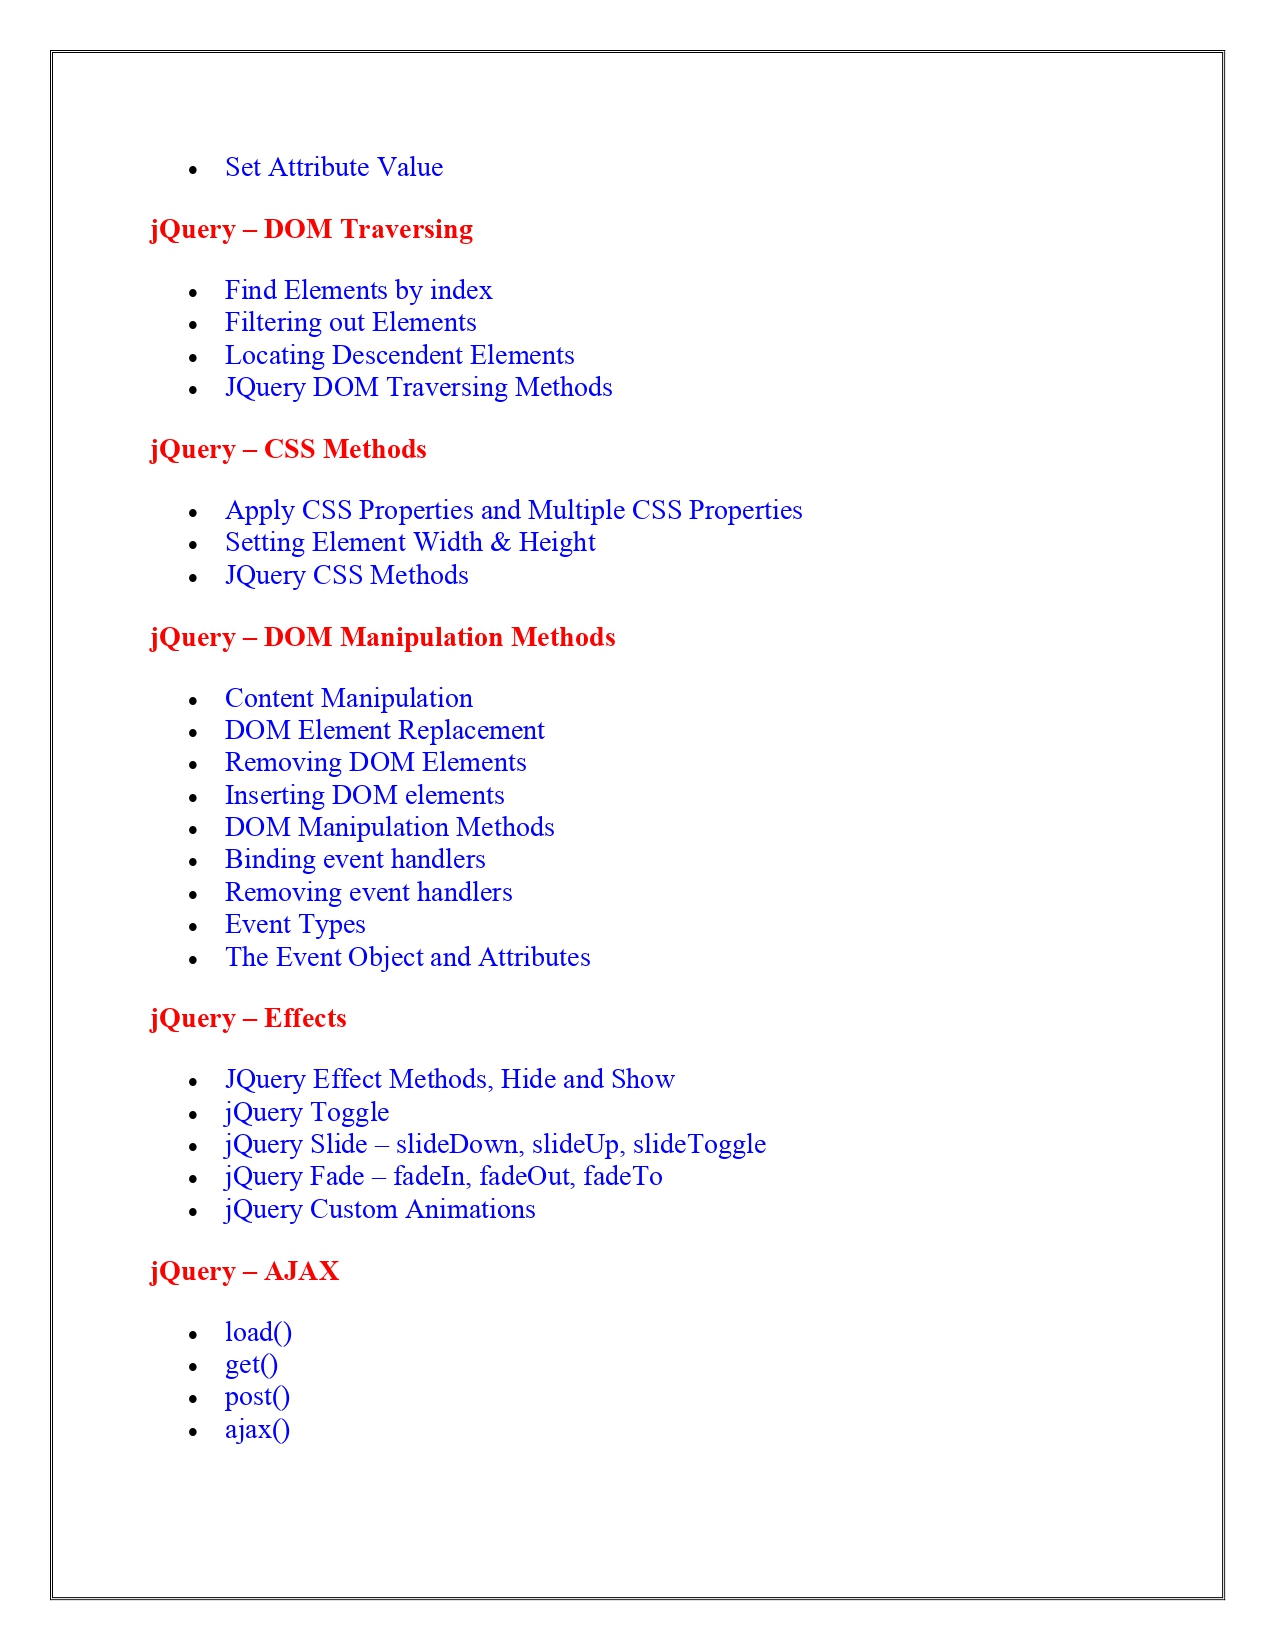 • Set Attribute Value
jQuery – DOM Traversing
• Find Elements by index
• Filtering out Elements
• Locating Descendent Elements
• JQuery DOM Traversing Methods
jQuery – CSS Methods
• Apply CSS Properties and Multiple CSS Properties
• Setting Element Width & Height
• JQuery CSS Methods
jQuery – DOM Manipulation Methods
• Content Manipulation
• DOM Element Replacement
• Removing DOM Elements
• Inserting DOM elements
• DOM Manipulation Methods
• Binding event handlers
• Removing event handlers
• Event Types
• The Event Object and Attributes
jQuery – Effects
• JQuery Effect Methods, Hide and Show
• jQuery Toggle
• jQuery Slide – slideDown, slideUp, slideToggle
• jQuery Fade – fadeIn, fadeOut, fadeTo
• jQuery Custom Animations
jQuery – AJAX
• load()
• get()
• post()
• ajax()